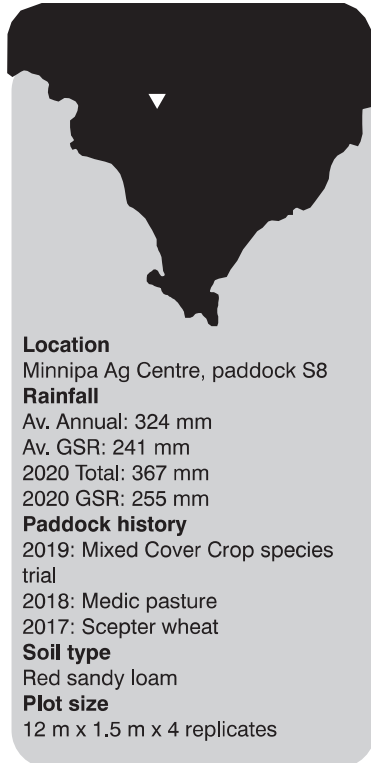 Location
Minnipa Ag Centre, paddock S8
Rainfall
Av. Annual: 324 mm
Av. GSR: 241 mm
2020 Total: 367 mm
2020 GSR: 255 mm
Paddock history
2019: Mixed Cover Crop species
trial
2018: Medic pasture
2017: Scepter wheat
Soil type
Red sandy loam
Plot size
12 m x 1.5 m x 4 replicates